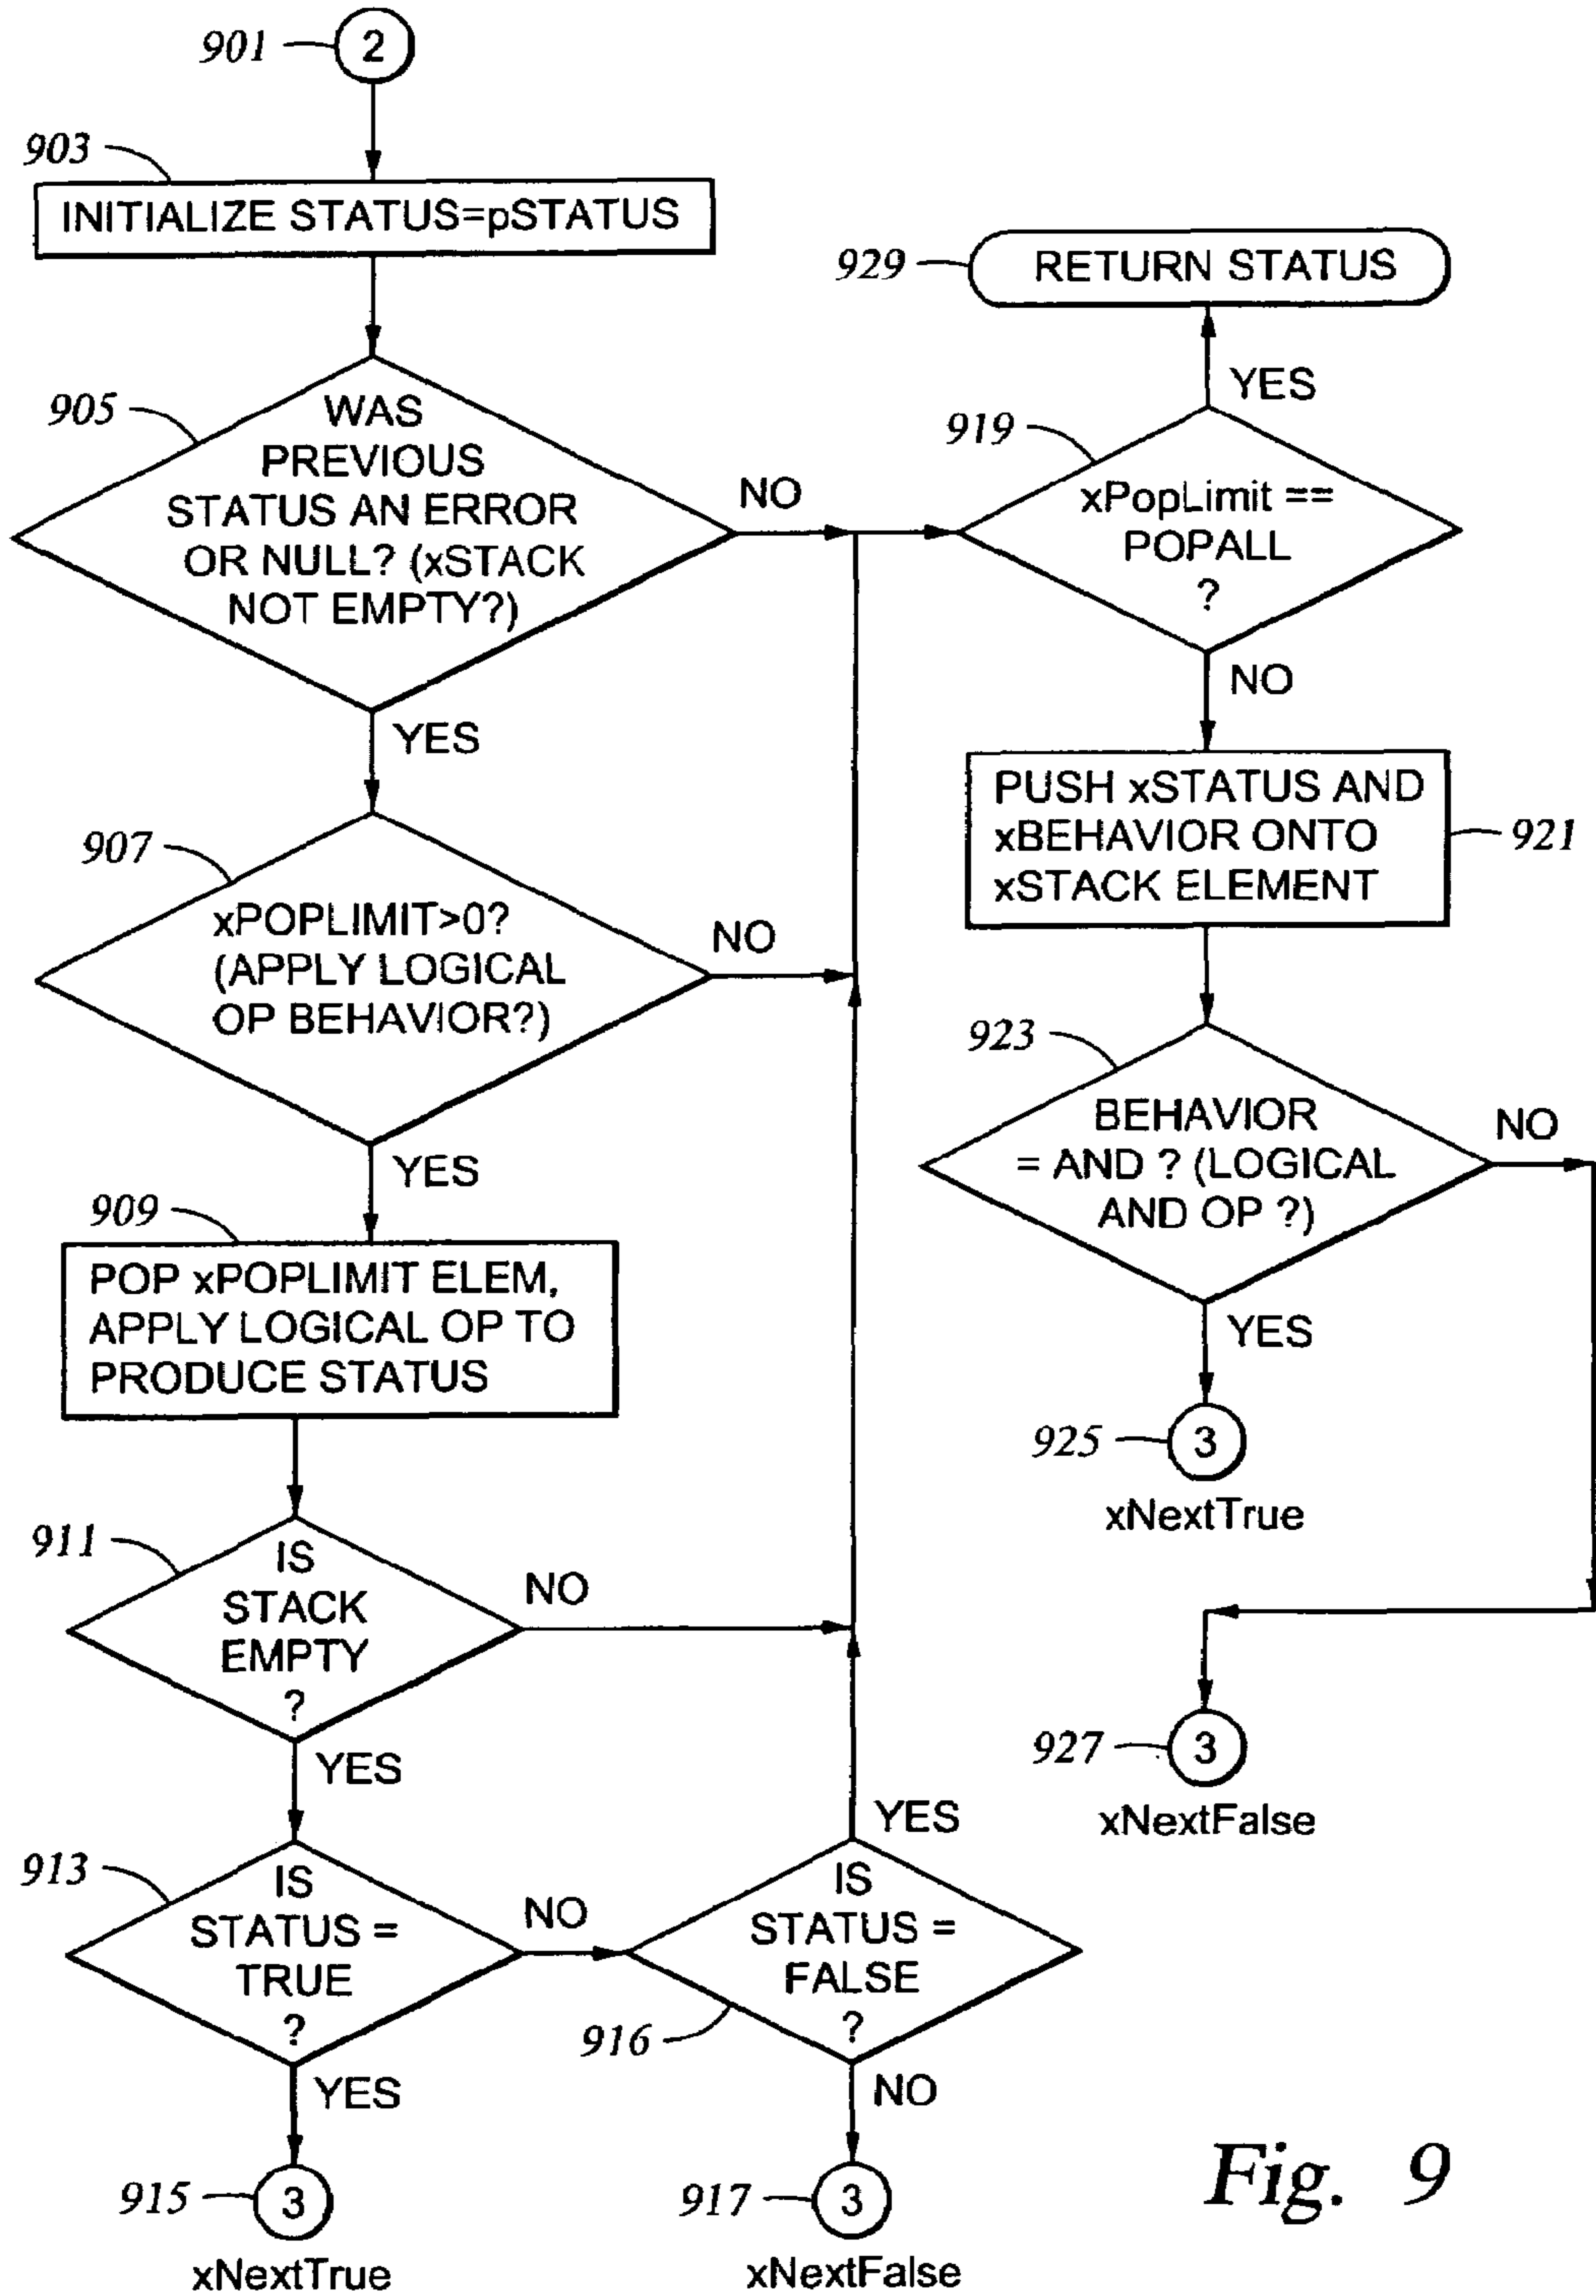 901
2
903
INITIALIZE STATUS=pSTATUS
905
WAS
PREVIOUS
STATUS AN ERROR
OR NULL? (xSTACK
NOT EMPTY?)
NO
YES
907
xPOPLIMIT>0?
(APPLY LOGICAL
OP BEHAVIOR?)
NO
YES
909
POP xPOPLIMIT ELEM,
APPLY LOGICAL OP TO
PRODUCE STATUS
911
IS
STACK
EMPTY
?
NO
YES
913
IS
STATUS =
TRUE
?
NO
YES
915
3
xNextTrue
916
IS
STATUS =
FALSE
?
YES
NO
917
3
xNextFalse
929
RETURN STATUS
YES
919
xPopLimit ==
POPALL
?
NO
PUSH xSTATUS AND
xBEHAVIOR ONTO
xSTACK ELEMENT
921
923
BEHAVIOR
= AND ? (LOGICAL
AND OP ?)
NO
YES
925
3
xNextTrue
927
3
xNextFalse
Fig. 9